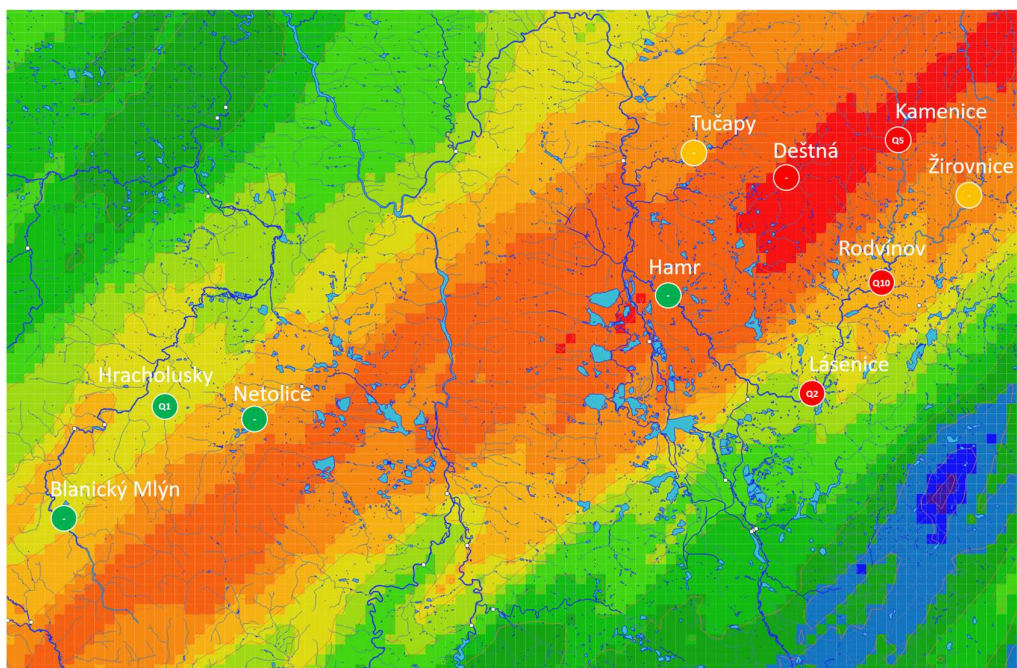 Kamenice
Q5
Tučapy
Deštná
-
Žirovnice
Rodvínov
Q10
Hamr
-
Lásenice
Q2
Hracholusky
Q1
Netolice
-
Blanický Mlýn
-